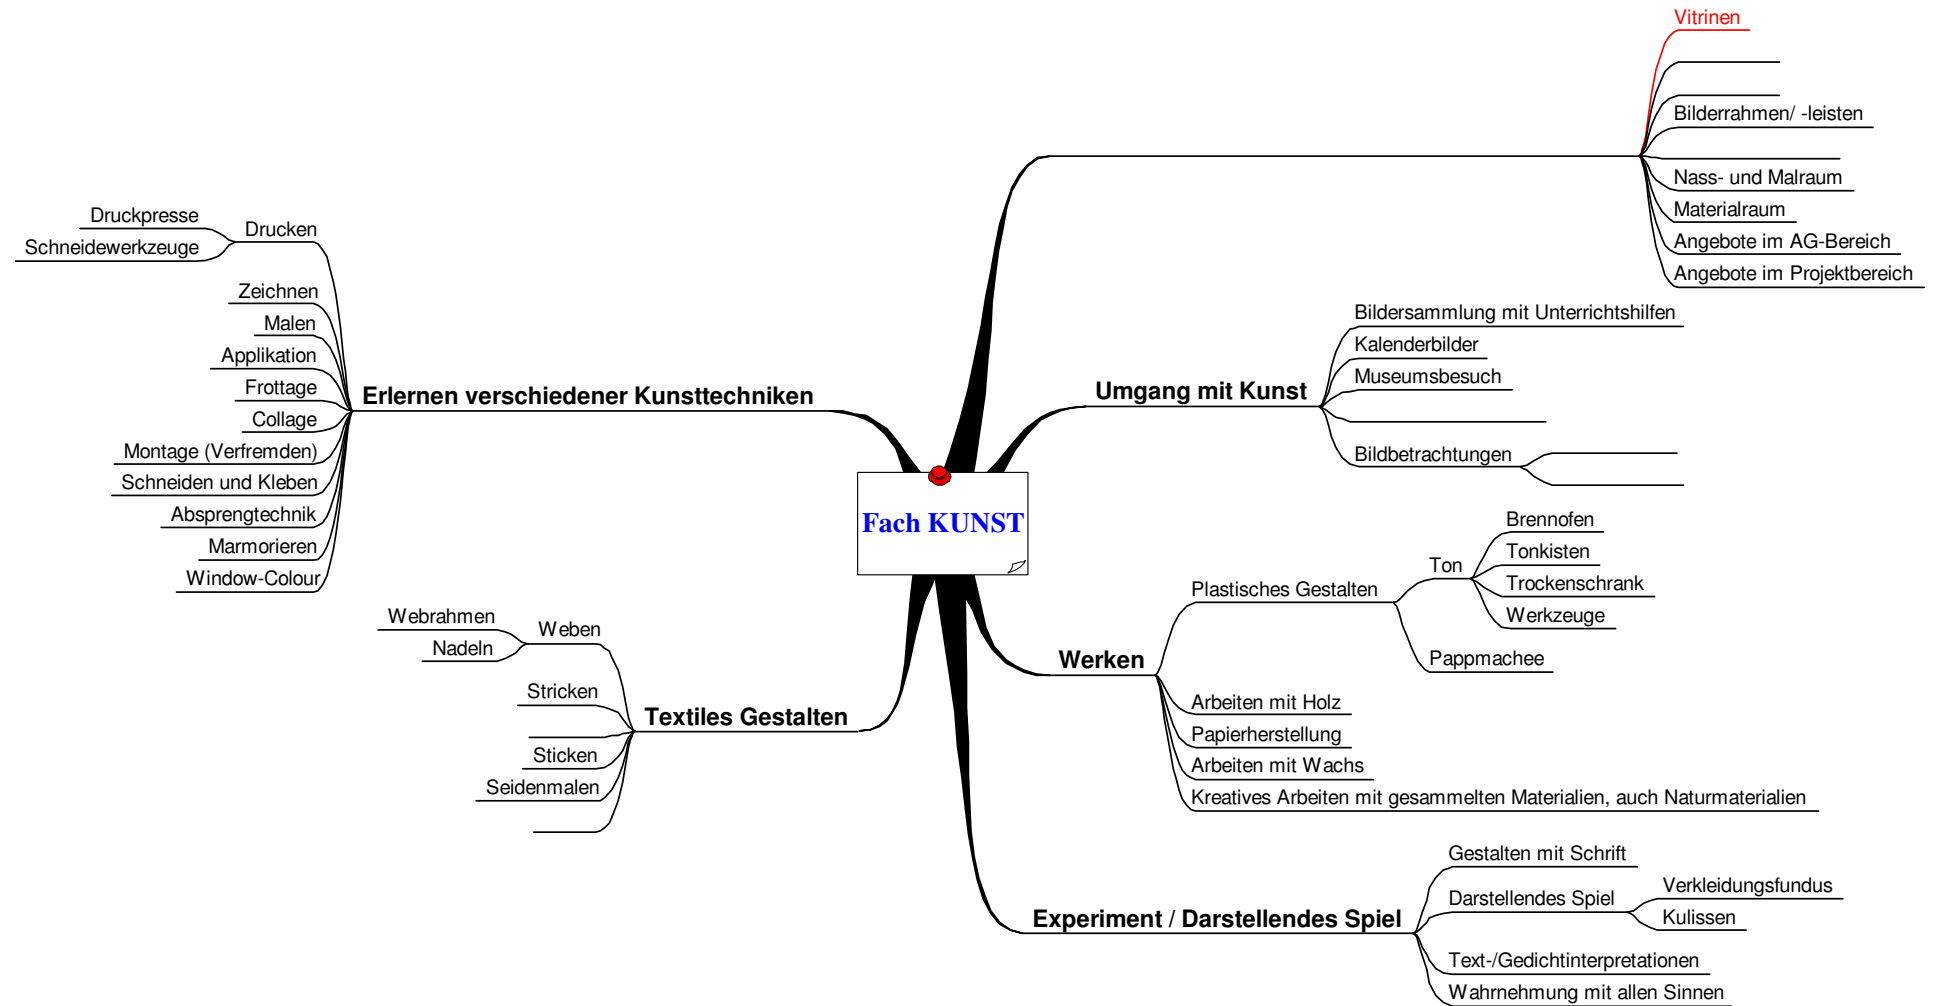 Vitrinen
Bilderrahmen/ -leisten
Nass- und Malraum
Materialraum
Angebote im AG-Bereich
Angebote im Projektbereich
Umgang mit Kunst
Bildersammlung mit Unterrichtshilfen
Kalenderbilder
Museumsbesuch
Bildbetrachtungen
Erlernen verschiedener Kunsttechniken
Drucken
Druckpresse
Schneidewerkzeuge
Zeichnen
Malen
Applikation
Frottage
Collage
Montage (Verfremden)
Schneiden und Kleben
Absprengtechnik
Marmorieren
Window-Colour
Fach KUNST
Werken
Plastisches Gestalten
Ton
Brennofen
Tonkisten
Trockenschrank
Werkzeuge
Pappmachee
Arbeiten mit Holz
Papierherstellung
Arbeiten mit Wachs
Kreatives Arbeiten mit gesammelten Materialien, auch Naturmaterialien
Textiles Gestalten
Weben
Webrahmen
Nadeln
Stricken
Sticken
Seidenmalen
Experiment / Darstellendes Spiel
Gestalten mit Schrift
Darstellendes Spiel
Verkleidungsfundus
Kulissen
Text-/Gedichtinterpretationen
Wahrnehmung mit allen Sinnen